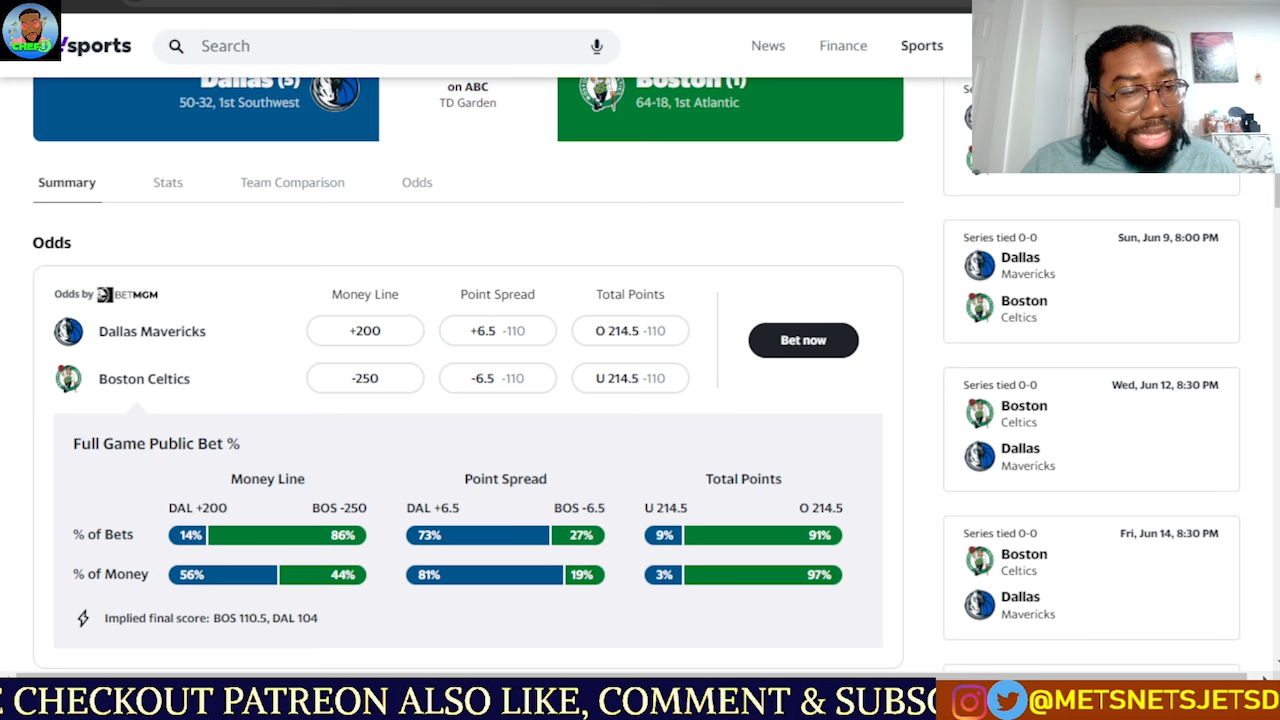 CHEF J
!sports
Search
News
Finance
Sports
Dallas (5)
50-32, 1st Southwest
on ABC
TD Garden
Boston (1)
64-18, 1st Atlantic
Summary
Stats
Team Comparison
Odds
Odds
Odds by BETMGM
Money Line
Point Spread
Total Points
Dallas Mavericks
+200
+6.5 -110
O 214.5 -110
Boston Celtics
-250
-6.5 -110
U 214.5 -110
Bet now
Full Game Public Bet %
Money Line
Point Spread
Total Points
DAL +200
BOS -250
DAL +6.5
BOS -6.5
U 214.5
O 214.5
% of Bets
14%
86%
73%
27%
9%
91%
% of Money
56%
44%
81%
19%
3%
97%
Implied final score: BOS 110.5, DAL 104
Series tied 0-0
Sun, Jun 9, 8:00 PM
Dallas
Mavericks
Boston
Celtics
Series tied 0-0
Wed, Jun 12, 8:30 PM
Boston
Celtics
Dallas
Mavericks
Series tied 0-0
Fri, Jun 14, 8:30 PM
Boston
Celtics
Dallas
Mavericks
E CHECKOUT PATREON ALSO LIKE, COMMENT & SUBSC
@METSNETSJETSD